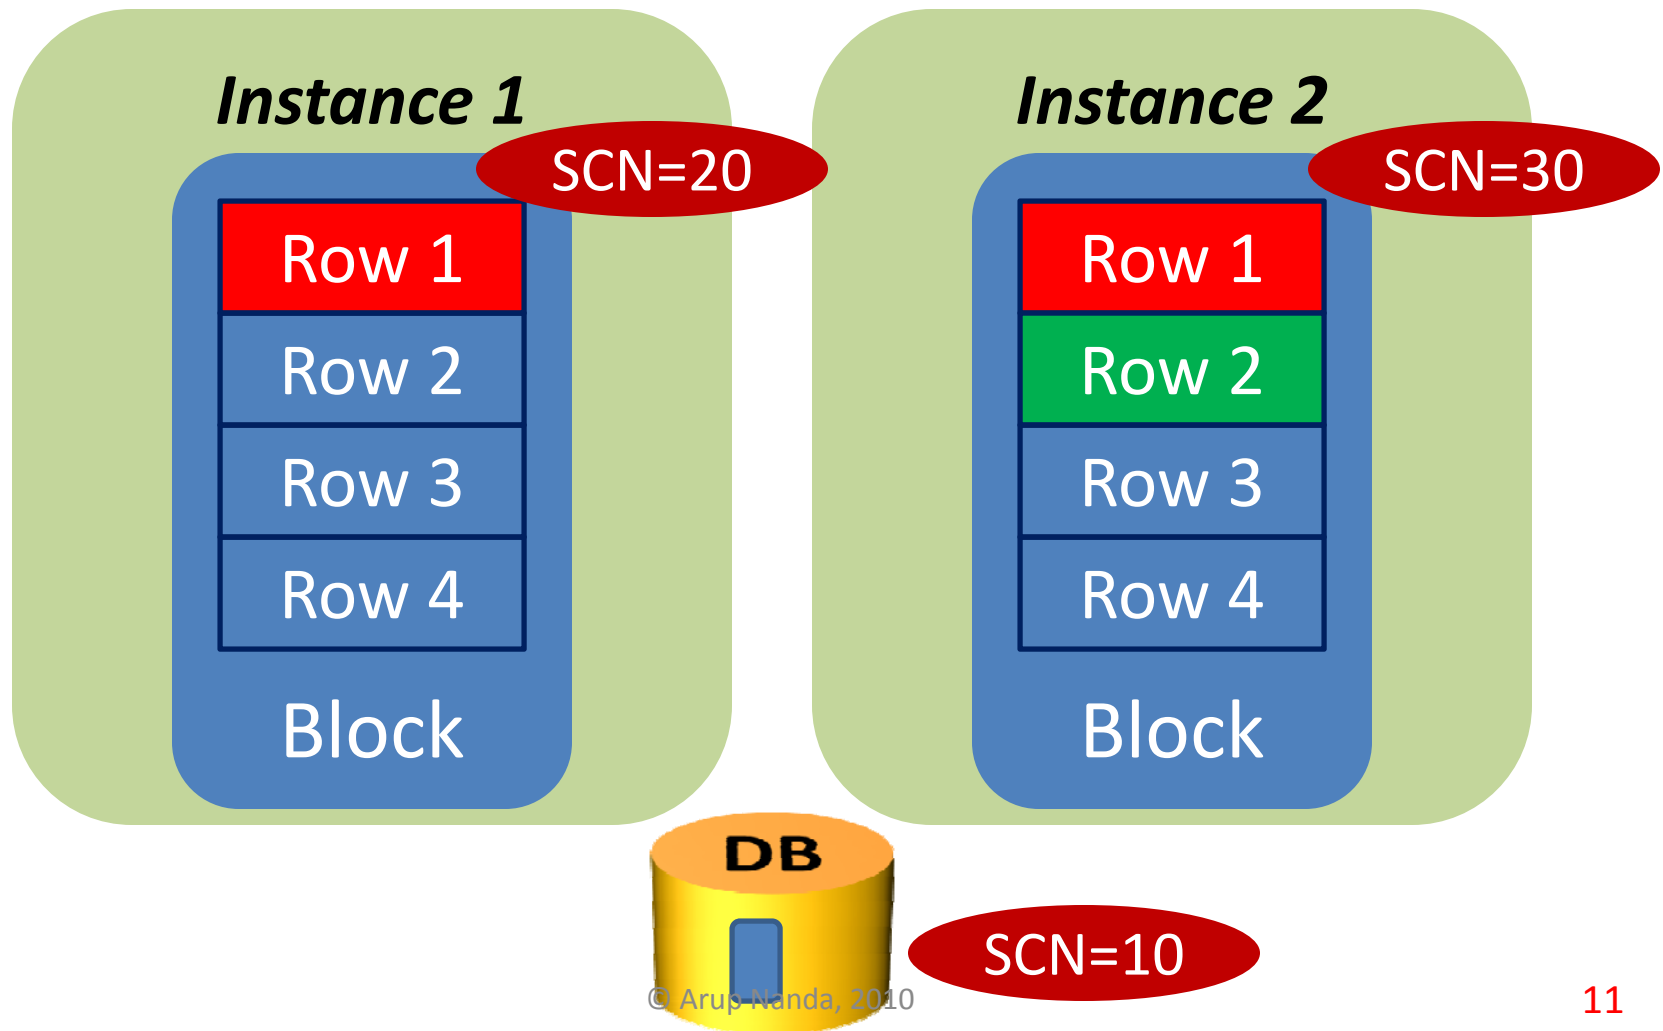 Instance 1
SCN=20
Row 1
Row 2
Row 3
Row 4
Block
Instance 2
SCN=30
Row 1
Row 2
Row 3
Row 4
Block
DB
SCN=10
© Arup Nanda, 2010
11